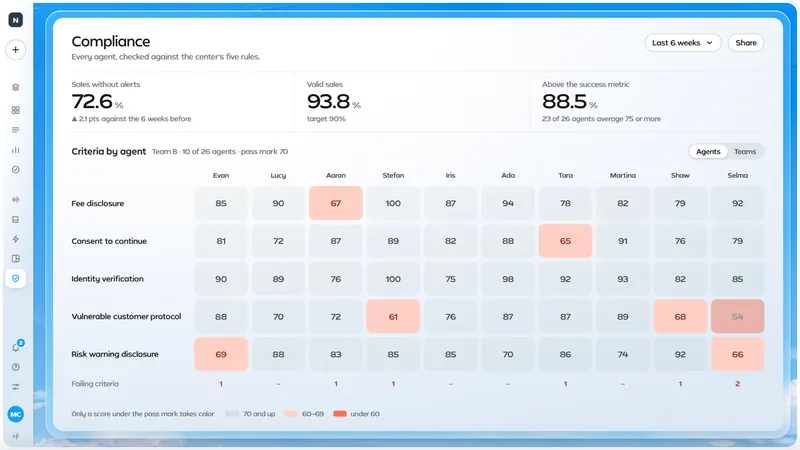 N
Compliance
Every agent, checked against the center's five rules.
Last 6 weeks
Share
Sales without alerts
72.6 %
▲ 2.1 pts against the 6 weeks before
Valid sales
93.8 %
target 90%
Above the success metric
88.5 %
23 of 26 agents average 75 or more
Criteria by agent Team B · 10 of 26 agents · pass mark 70
Agents Teams
Evan Lucy Aaron Stefan Iris Ada Tara Martina Shaw Selma
Fee disclosure 85 90 67 100 87 94 78 82 79 92
Consent to continue 81 72 87 89 82 88 65 91 76 79
Identity verification 90 89 76 100 75 98 92 93 82 85
Vulnerable customer protocol 88 70 72 61 76 87 87 89 68 54
Risk warning disclosure 69 88 83 85 85 70 86 74 92 66
Failing criteria 1 – 1 1 – – 1 – 1 2
Only a score under the pass mark takes color 70 and up 60–69 under 60
2
MC